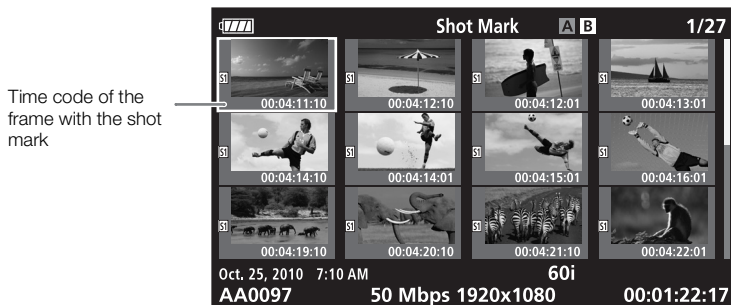 Shot Mark A B 1/27
Time code of the
frame with the shot
mark
S1 00:04:11:10 S1 00:04:12:10 S1 00:04:12:01 S1 00:04:13:01
S1 00:04:14:10 S1 00:04:14:01 S1 00:04:15:01 S1 00:04:16:01
S1 00:04:19:10 S1 00:04:20:10 S1 00:04:21:10 S1 00:04:22:01
Oct. 25, 2010 7:10 AM 60i
AA0097 50 Mbps 1920x1080 00:01:22:17